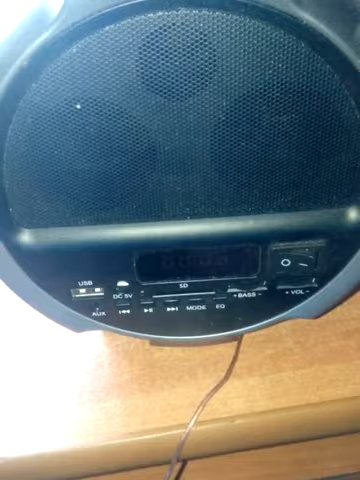 USB
DC 5V
SD
+ BASS -
+ VOL -
AUX
MODE
EQ